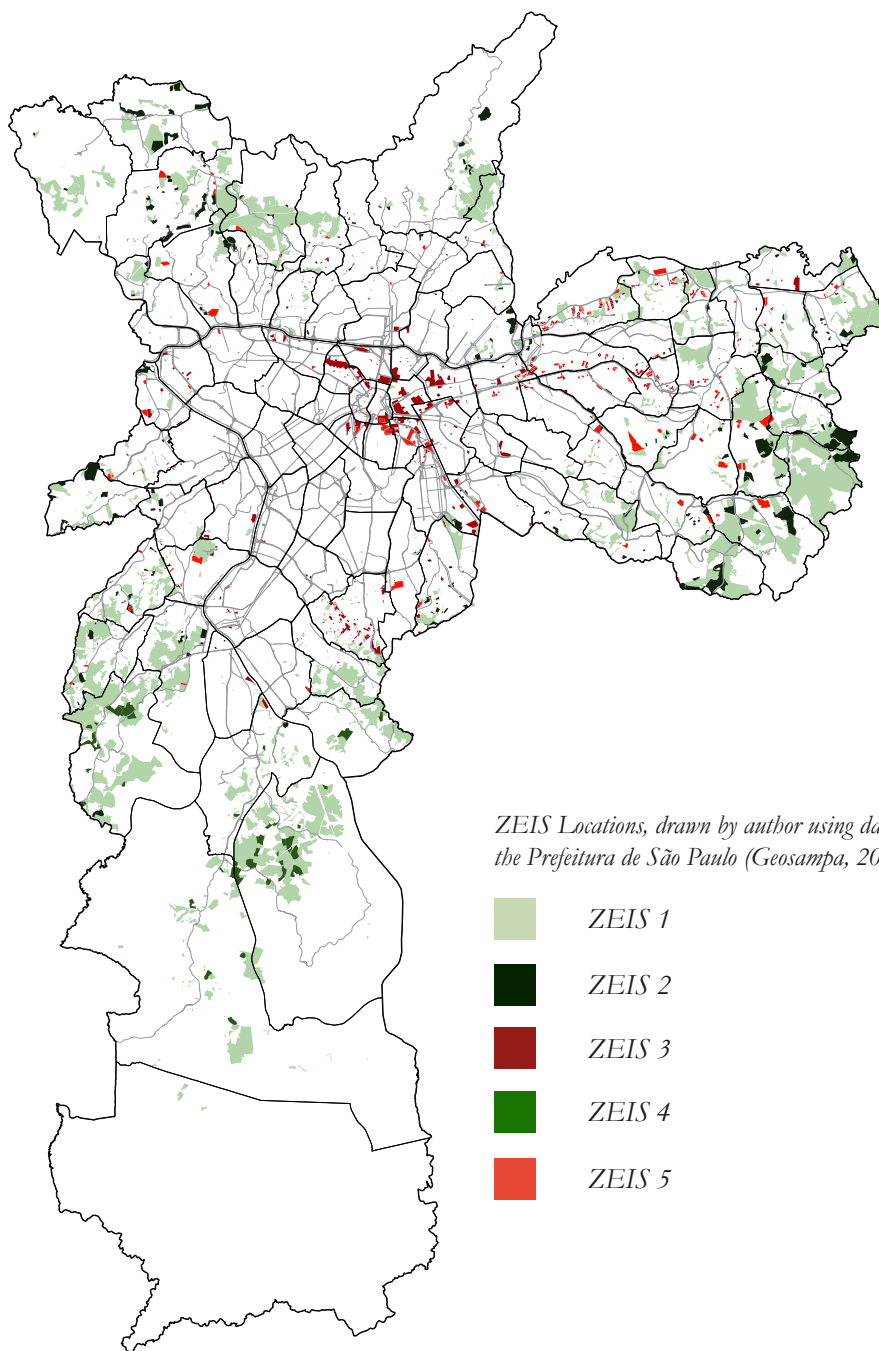 ZEIS Locations, drawn by author using da
the Prefeitura de São Paulo (Geosampa, 20
ZEIS 1
ZEIS 2
ZEIS 3
ZEIS 4
ZEIS 5